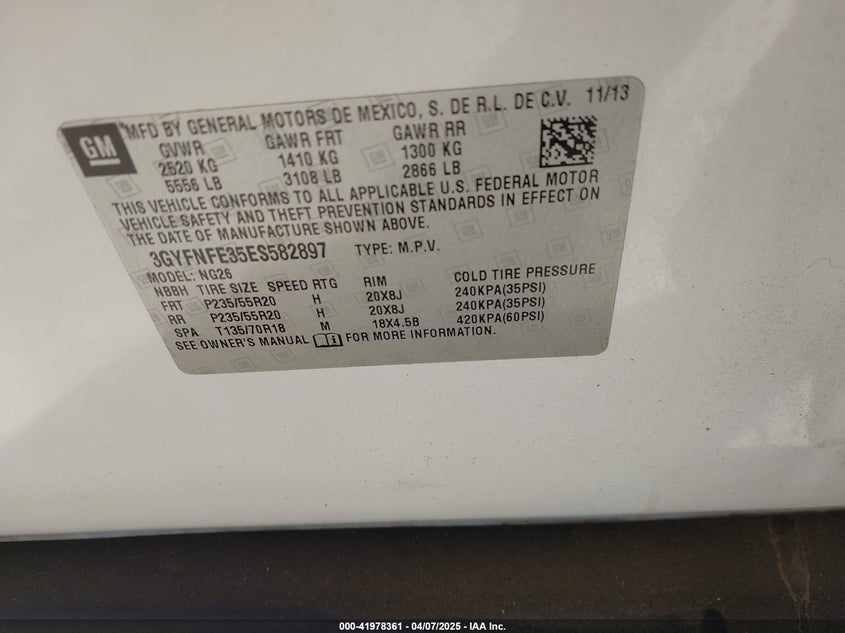 GM
MFD BY GENERAL MOTORS DE MEXICO, S. DE R.L. DE C.V. 11/13
GVWR GAWR FRT GAWR RR
2520 KG 1410 KG 1300 KG
5556 LB 3108 LB 2866 LB
THIS VEHICLE CONFORMS TO ALL APPLICABLE U.S. FEDERAL MOTOR
VEHICLE SAFETY AND THEFT PREVENTION STANDARDS IN EFFECT ON
THE DATE OF MANUFACTURE SHOWN ABOVE.
3GYFNFE35ES582897 TYPE: M.P.V.
MODEL: NG26
NBBH TIRE SIZE SPEED RTG RIM COLD TIRE PRESSURE
FRT P235/55R20 H 20X8J 240KPA(35PSI)
RR P235/55R20 H 20X8J 240KPA(35PSI)
SPA T135/70R18 M 18X4.5B 420KPA(60PSI)
SEE OWNER'S MANUAL FOR MORE INFORMATION.
000-41978361 | 04/07/2025 - IAA Inc.